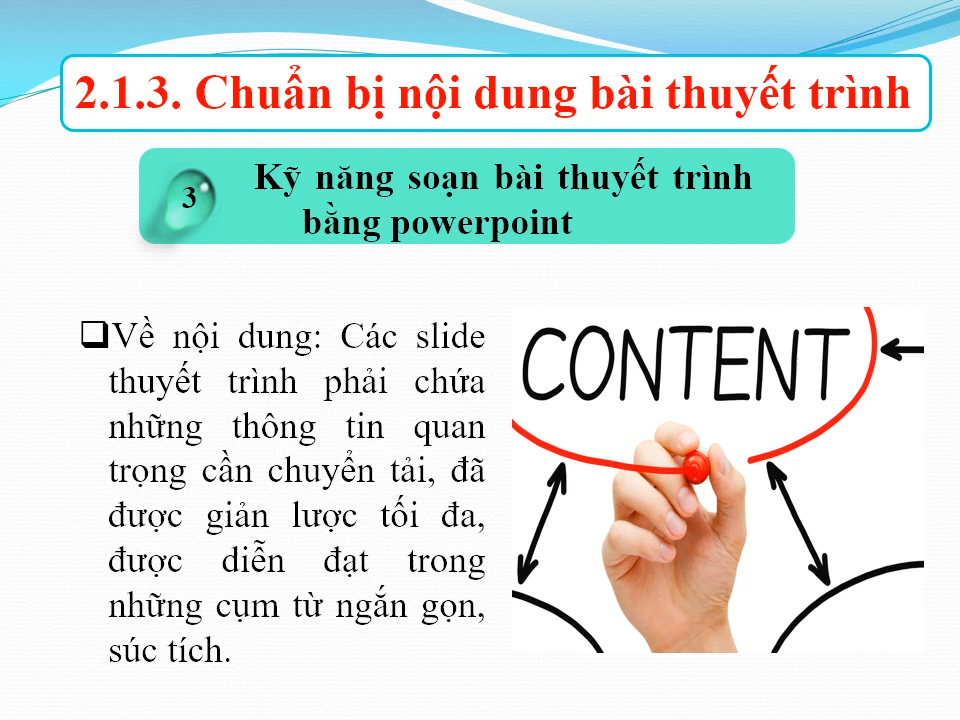 2.1.3. Chuẩn bị nội dung bài thuyết trình
3
Kỹ năng soạn bài thuyết trình
bằng powerpoint
Về nội dung: Các slide
thuyết trình phải chứa
những thông tin quan
trọng cần chuyển tải, đã
được giản lược tối đa,
được diễn đạt trong
những cụm từ ngắn gọn,
súc tích.
CONTENT